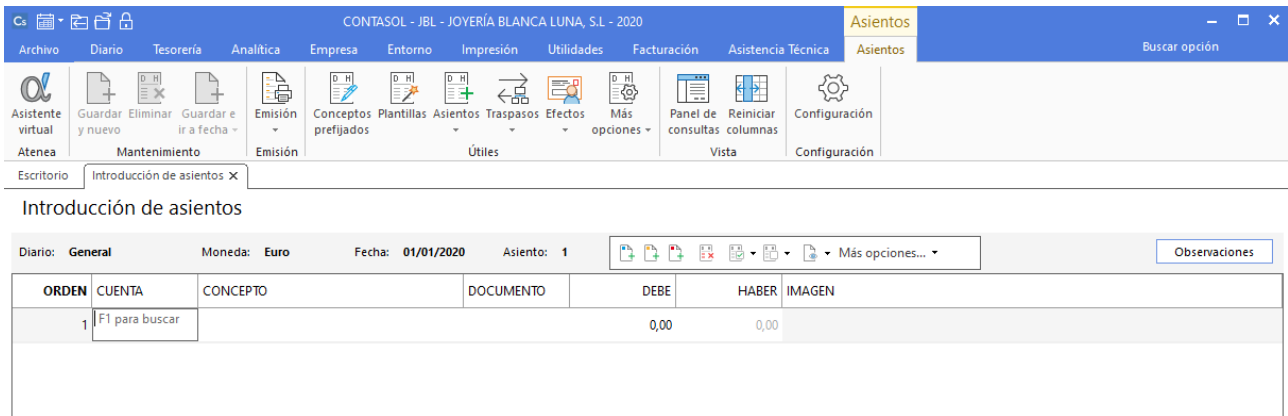 Cs CONTASOL - JBL - JOYERÍA BLANCA LUNA, S.L - 2020 Asientos
Archivo Diario Tesorería Analítica Empresa Entorno Impresión Utilidades Facturación Asistencia Técnica Asientos Buscar opción
Asistente virtual
Guardar y nuevo
Eliminar
Guardar e ir a fecha
Emisión
Conceptos prefijados
Plantillas
Asientos
Traspasos
Efectos
Más opciones
Panel de consultas
Reiniciar columnas
Configuración
Atenea Mantenimiento Emisión Útiles Vista Configuración
Escritorio Introducción de asientos X
Introducción de asientos
Diario: General Moneda: Euro Fecha: 01/01/2020 Asiento: 1 Más opciones... Observaciones
ORDEN CUENTA CONCEPTO DOCUMENTO DEBE HABER IMAGEN
1 F1 para buscar 0,00 0,00